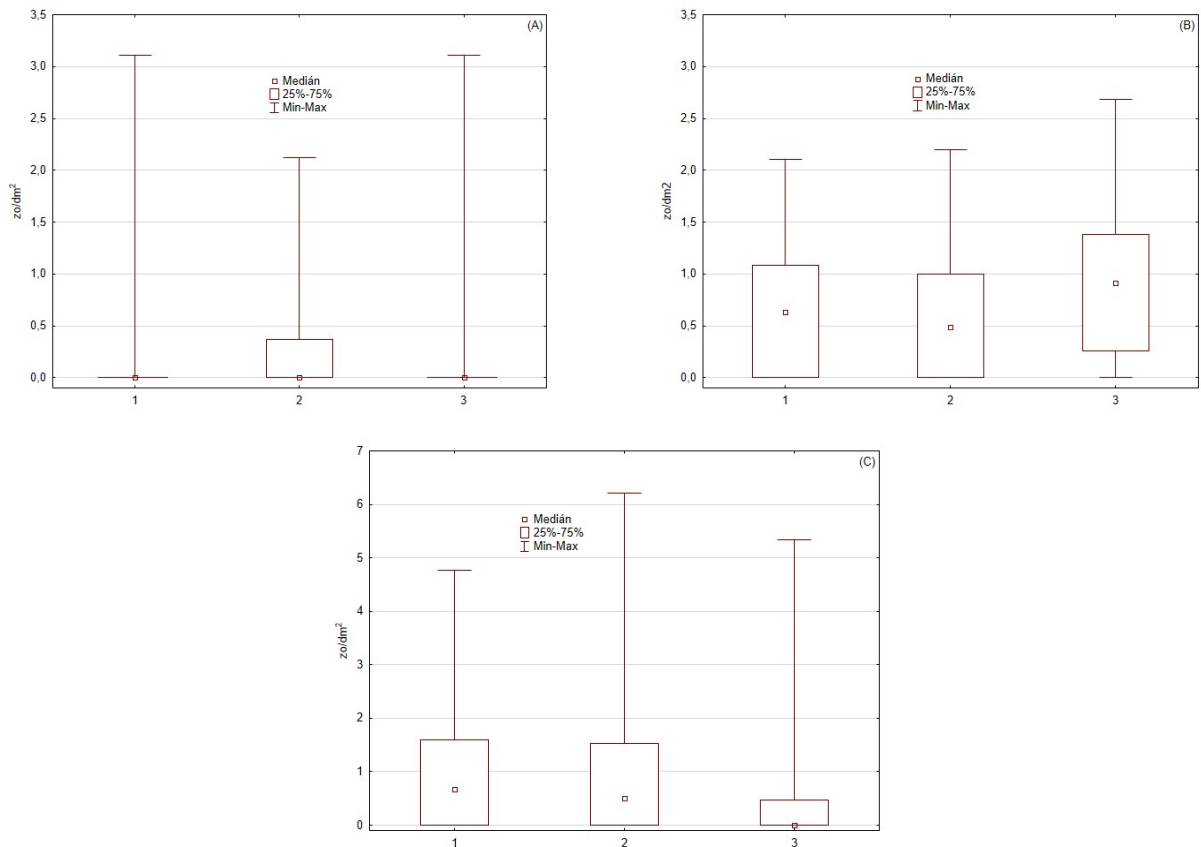 (A)
3,5
3,0
2,5
2,0
1,5
1,0
0,5
0,0
zo/dm²
Medián
25%-75%
Min-Max
1 2 3
(B)
3,5
3,0
2,5
2,0
1,5
1,0
0,5
0,0
zo/dm2
Medián
25%-75%
Min-Max
1 2 3
(C)
7
6
5
4
3
2
1
0
zo/dm²
Medián
25%-75%
Min-Max
1 2 3